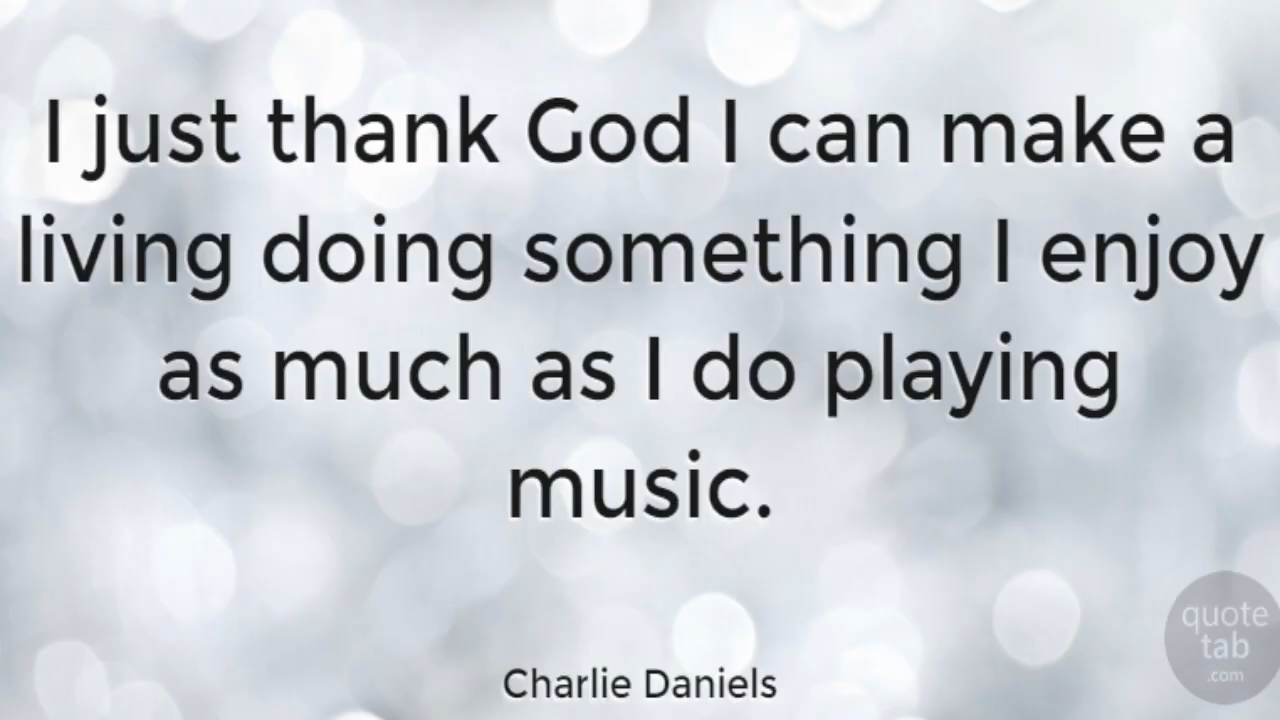 I just thank God I can make a
living doing something I enjoy
as much as I do playing
music.
Charlie Daniels
quote
tab
.com